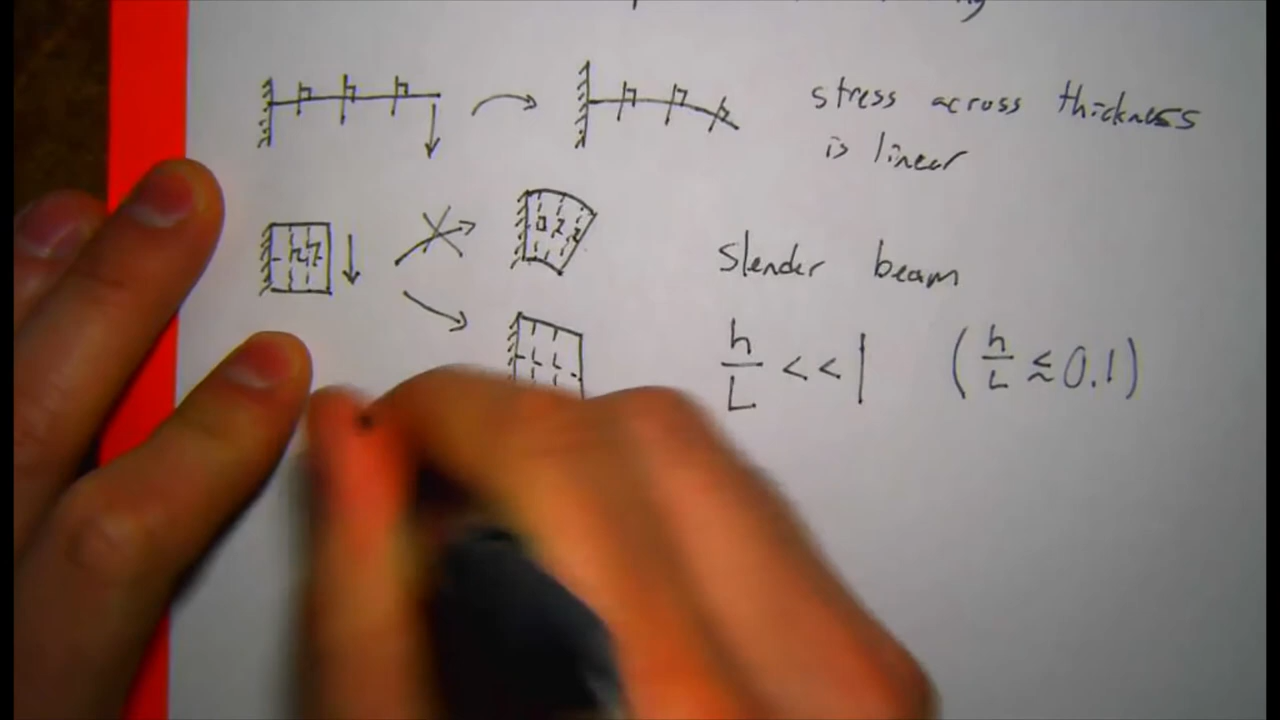 stress across thickness
is linear
Slender beam
h/L << 1 (h/L ≲ 0.1)